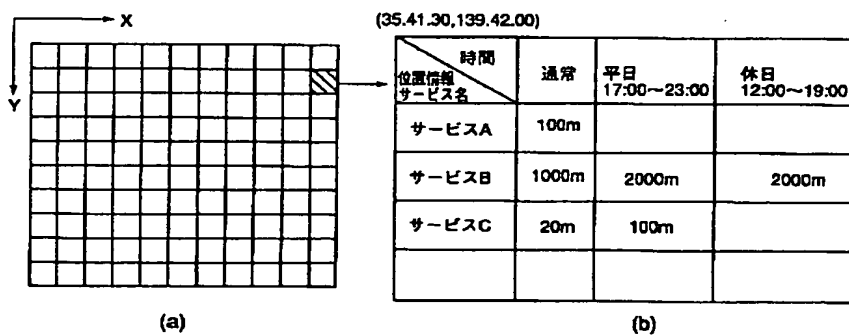 X
Y
(a)
(35.41.30,139.42.00)
時間
位置情報
サービス名
通常
平日
17:00～23:00
休日
12:00～19:00
サービスA
100m
サービスB
1000m
2000m
2000m
サービスC
20m
100m
(b)